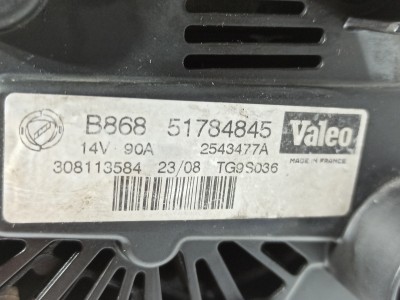 B868 51784845 Valeo
14V 90A 2543477A MADE IN FRANCE
308113584 23/08 TG9S036